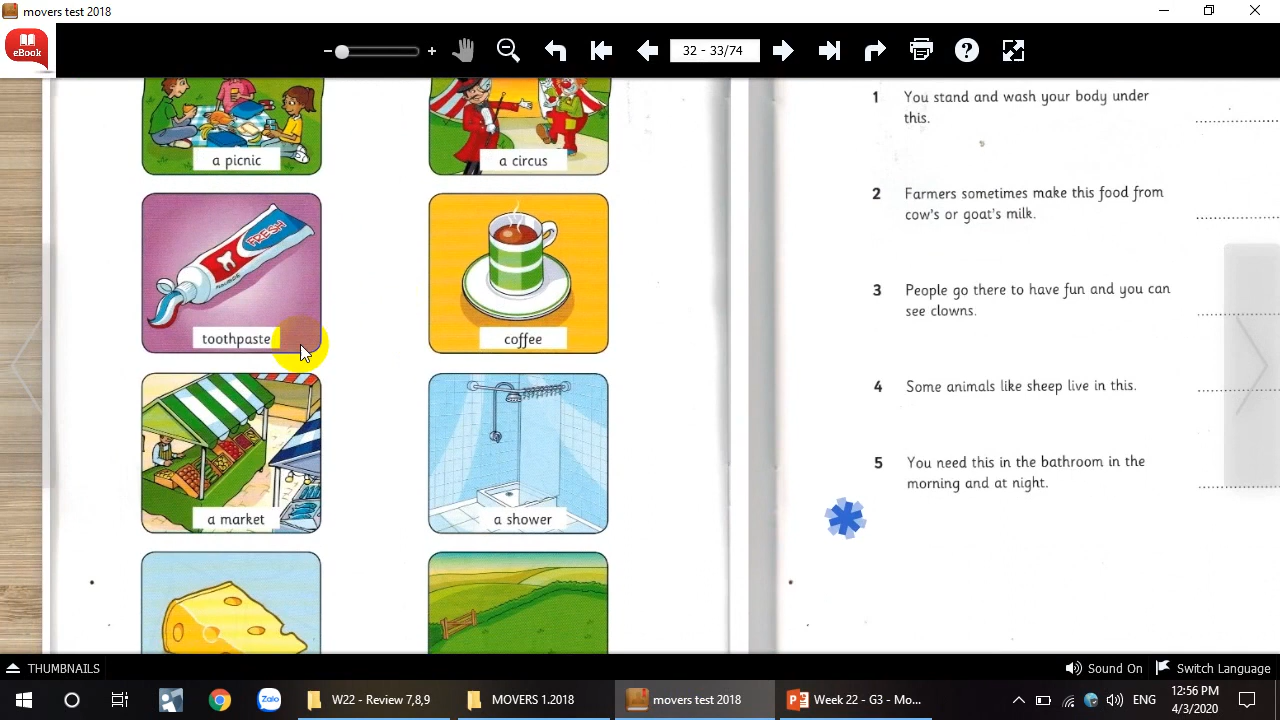 movers test 2018
eBook
32 - 33/74
a picnic
a circus
FRESH
toothpaste
coffee
a market
a shower
1 You stand and wash your body under
this.
2 Farmers sometimes make this food from
cow's or goat's milk.
3 People go there to have fun and you can
see clowns.
4 Some animals like sheep live in this.
5 You need this in the bathroom in the
morning and at night.
THUMBNAILS
Sound On
Switch Language
Zalo
W22 - Review 7,8,9
MOVERS 1.2018
movers test 2018
Week 22 - G3 - Mo...
ENG
12:56 PM
4/3/2020